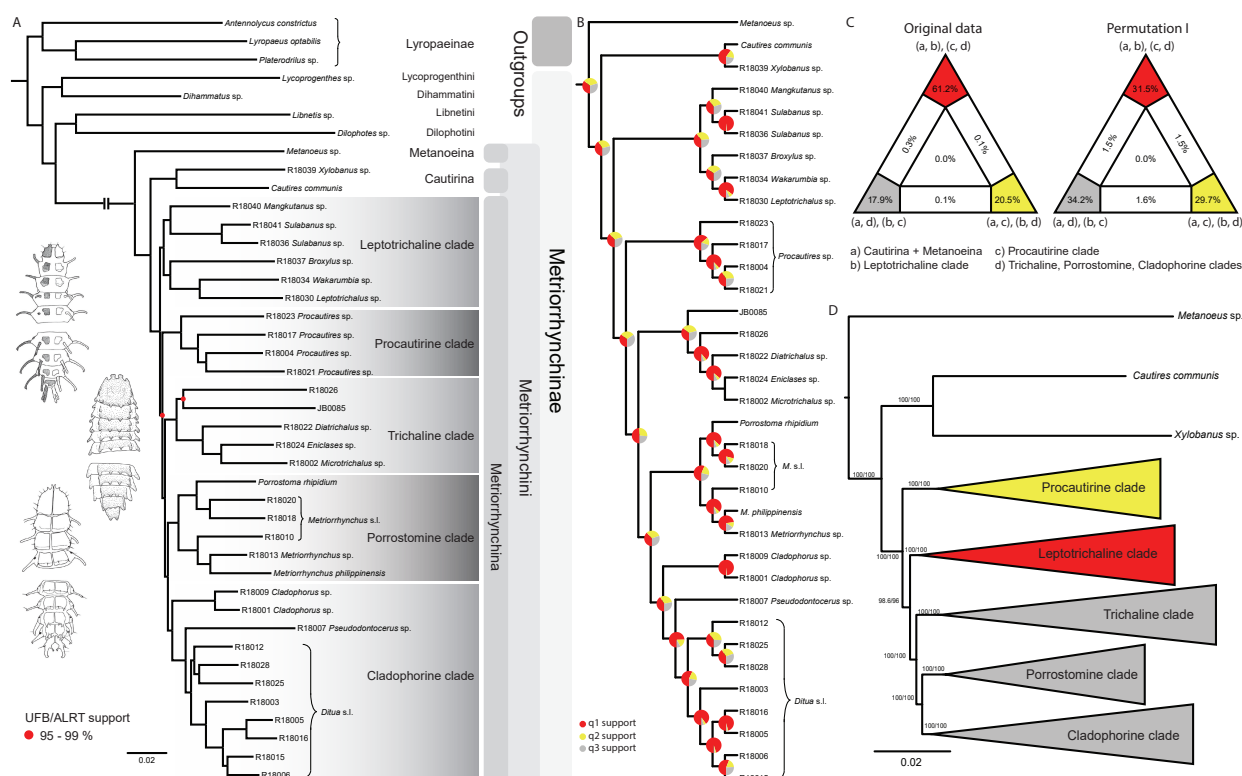 A
Antennolycus constrictus
Lyropaeus optabilis
Platerodrilus sp.
Lyropaeinae
Lycoprogenthes sp.
Lycoprogenthini
Dihammatus sp.
Dihammatini
Libnetis sp.
Libnetini
Dilophotes sp.
Dilophotini
Metanoeus sp.
Metanoeina
R18039 Xylobanus sp.
Cautires communis
Cautirina
R18040 Mangkutanus sp.
R18041 Sulabanus sp.
R18036 Sulabanus sp.
R18037 Broxylus sp.
R18034 Wakarumbia sp.
R18030 Leptotrichalus sp.
Leptotrichaline clade
R18023 Procautires sp.
R18017 Procautires sp.
R18004 Procautires sp.
R18021 Procautires sp.
Procautirine clade
R18026
JB0085
R18022 Diatrichalus sp.
R18024 Eniclases sp.
R18002 Microtrichalus sp.
Trichaline clade
Porrostoma rhipidium
R18020
R18018
R18010
Metriorrhynchus s.l.
R18013 Metriorrhynchus sp.
Metriorrhynchus philippinensis
Porrostomine clade
R18009 Cladophorus sp.
R18001 Cladophorus sp.
R18007 Pseudodontocerus sp.
R18012
R18028
R18025
R18003
R18005
R18016
R18015
R18006
Ditua s.l.
Cladophorine clade
UFB/ALRT support
95 - 99 %
0.02
Outgroups
Metriorrhynchinae
Metriorrhynchini
Metriorrhynchina
B
Metanoeus sp.
Cautires communis
R18039 Xylobanus sp.
R18040 Mangkutanus sp.
R18041 Sulabanus sp.
R18036 Sulabanus sp.
R18037 Broxylus sp.
R18034 Wakarumbia sp.
R18030 Leptotrichalus sp.
R18023
R18017
R18004
R18021
Procautires sp.
JB0085
R18026
R18022 Diatrichalus sp.
R18024 Eniclases sp.
R18002 Microtrichalus sp.
Porrostoma rhipidium
R18018
R18020
R18010
M. s.l.
M. philippinensis
R18013 Metriorrhynchus sp.
R18009 Cladophorus sp.
R18001 Cladophorus sp.
R18007 Pseudodontocerus sp.
R18012
R18025
R18028
R18003
R18016
R18005
R18006
Ditua s.l.
q1 support
q2 support
q3 support
C
Original data
(a, b), (c, d)
61.2%
0.3%
0.1%
0.0%
17.9%
0.1%
20.5%
(a, d), (b, c)
(a, c), (b, d)
Permutation I
(a, b), (c, d)
31.5%
1.5%
1.5%
0.0%
34.2%
1.6%
29.7%
(a, d), (b, c)
(a, c), (b, d)
a) Cautirina + Metanoeina
b) Leptotrichaline clade
c) Procautirine clade
d) Trichaline, Porrostomine, Cladophorine clades
D
Metanoeus sp.
Cautires communis
100/100
Xylobanus sp.
100/100
100/100
Procautirine clade
100/100
100/100
Leptotrichaline clade
98.6/96
100/100
Trichaline clade
100/100
100/100
Porrostomine clade
100/100
100/100
Cladophorine clade
0.02